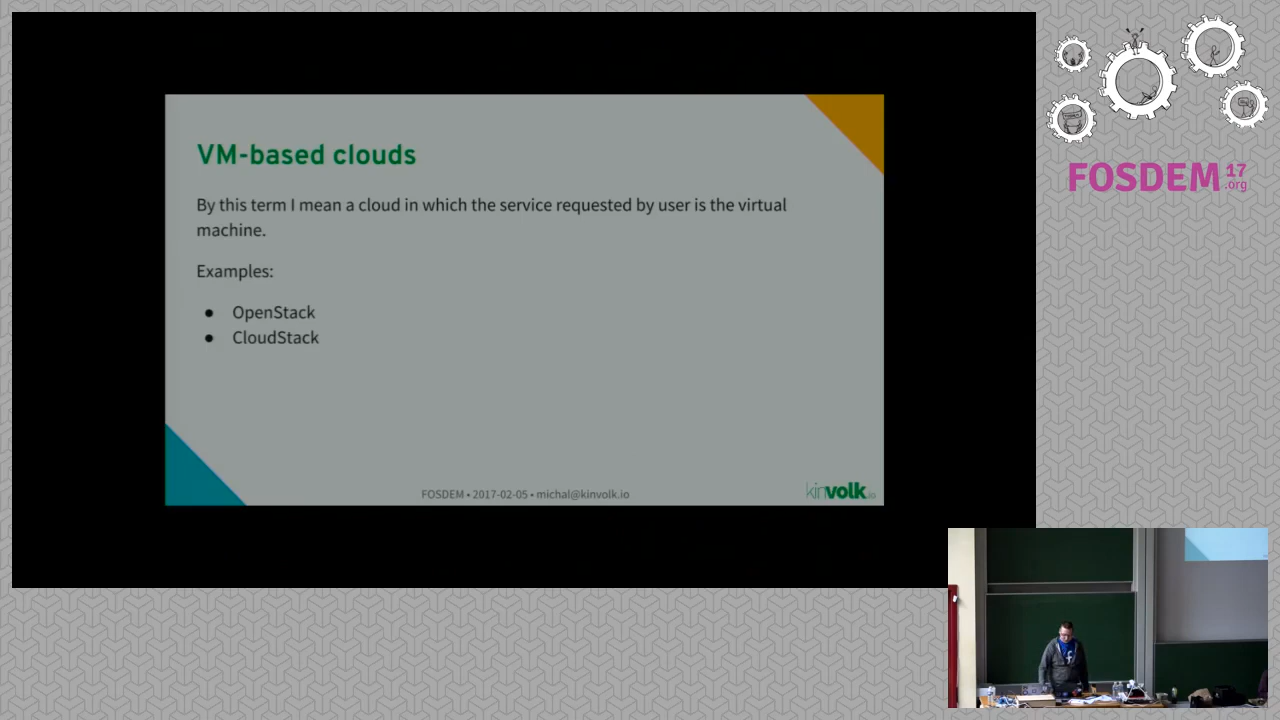 VM-based clouds
By this term I mean a cloud in which the service requested by user is the virtual
machine.
Examples:
● OpenStack
● CloudStack
FOSDEM • 2017-02-05 • michal@kinvolk.io
kinvolk.io
FOSDEM 17
.org